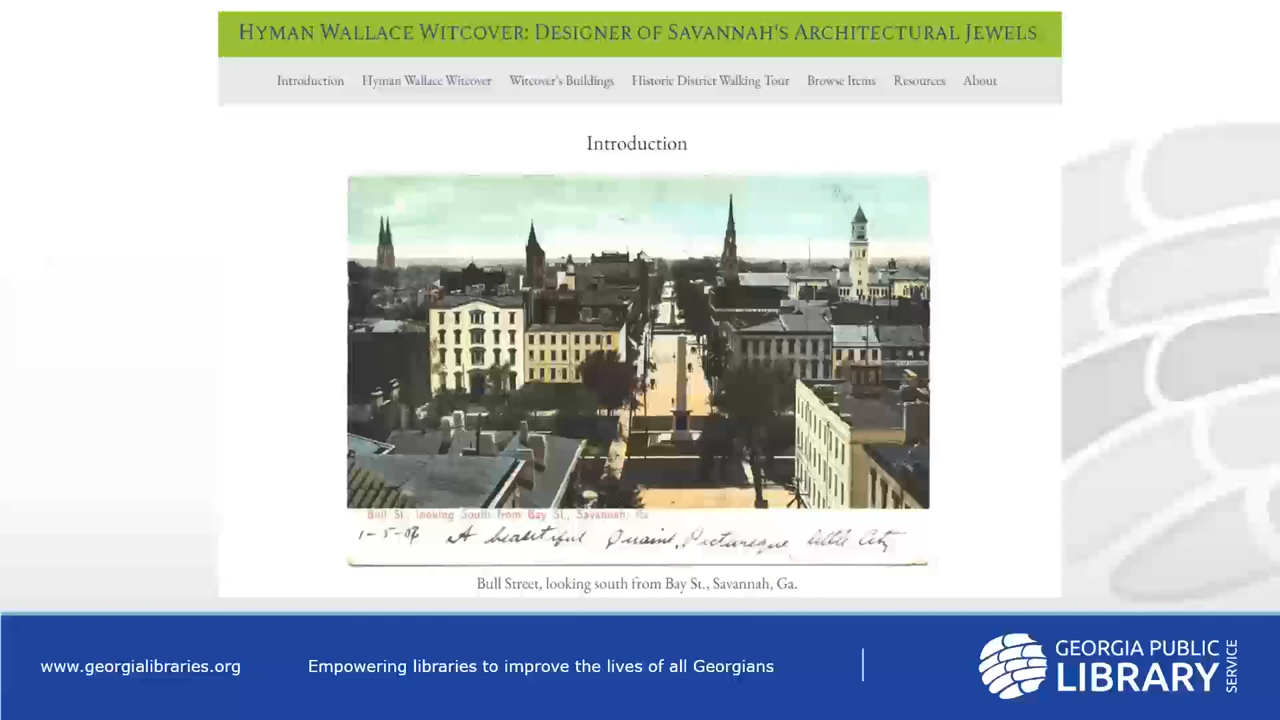 HYMAN WALLACE WITCOVER: DESIGNER OF SAVANNAH'S ARCHITECTURAL JEWELS
Introduction Hyman Wallace Witcover Witcover's Buildings Historic District Walking Tour Browse Items Resources About
Introduction
Bull St., looking South from Bay St., Savannah, Ga
1-5-06 A beautiful Quaint, Picturesque little City
Bull Street, looking south from Bay St., Savannah, Ga.
www.georgialibraries.org Empowering libraries to improve the lives of all Georgians
GEORGIA PUBLIC
LIBRARY
SERVICE